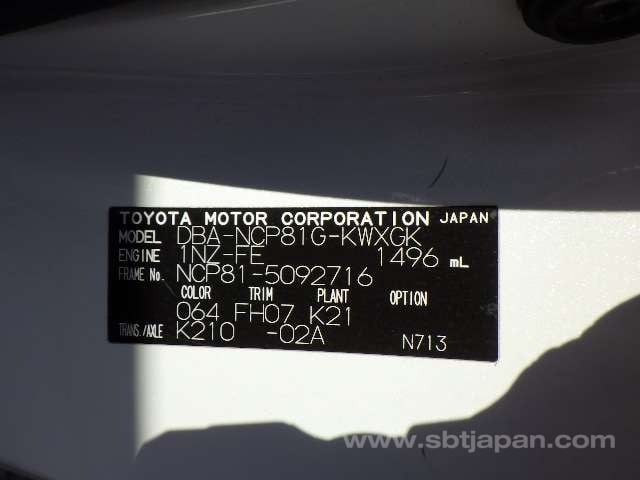 TOYOTA MOTOR CORPORATION JAPAN
MODEL DBA-NCP81G-KWXGK
ENGINE 1NZ-FE 1496 mL
FRAME No. NCP81-5092716
COLOR TRIM PLANT OPTION
064 FH07 K21
TRANS./AXLE K210 -02A
N713
www.sbtjapan.com